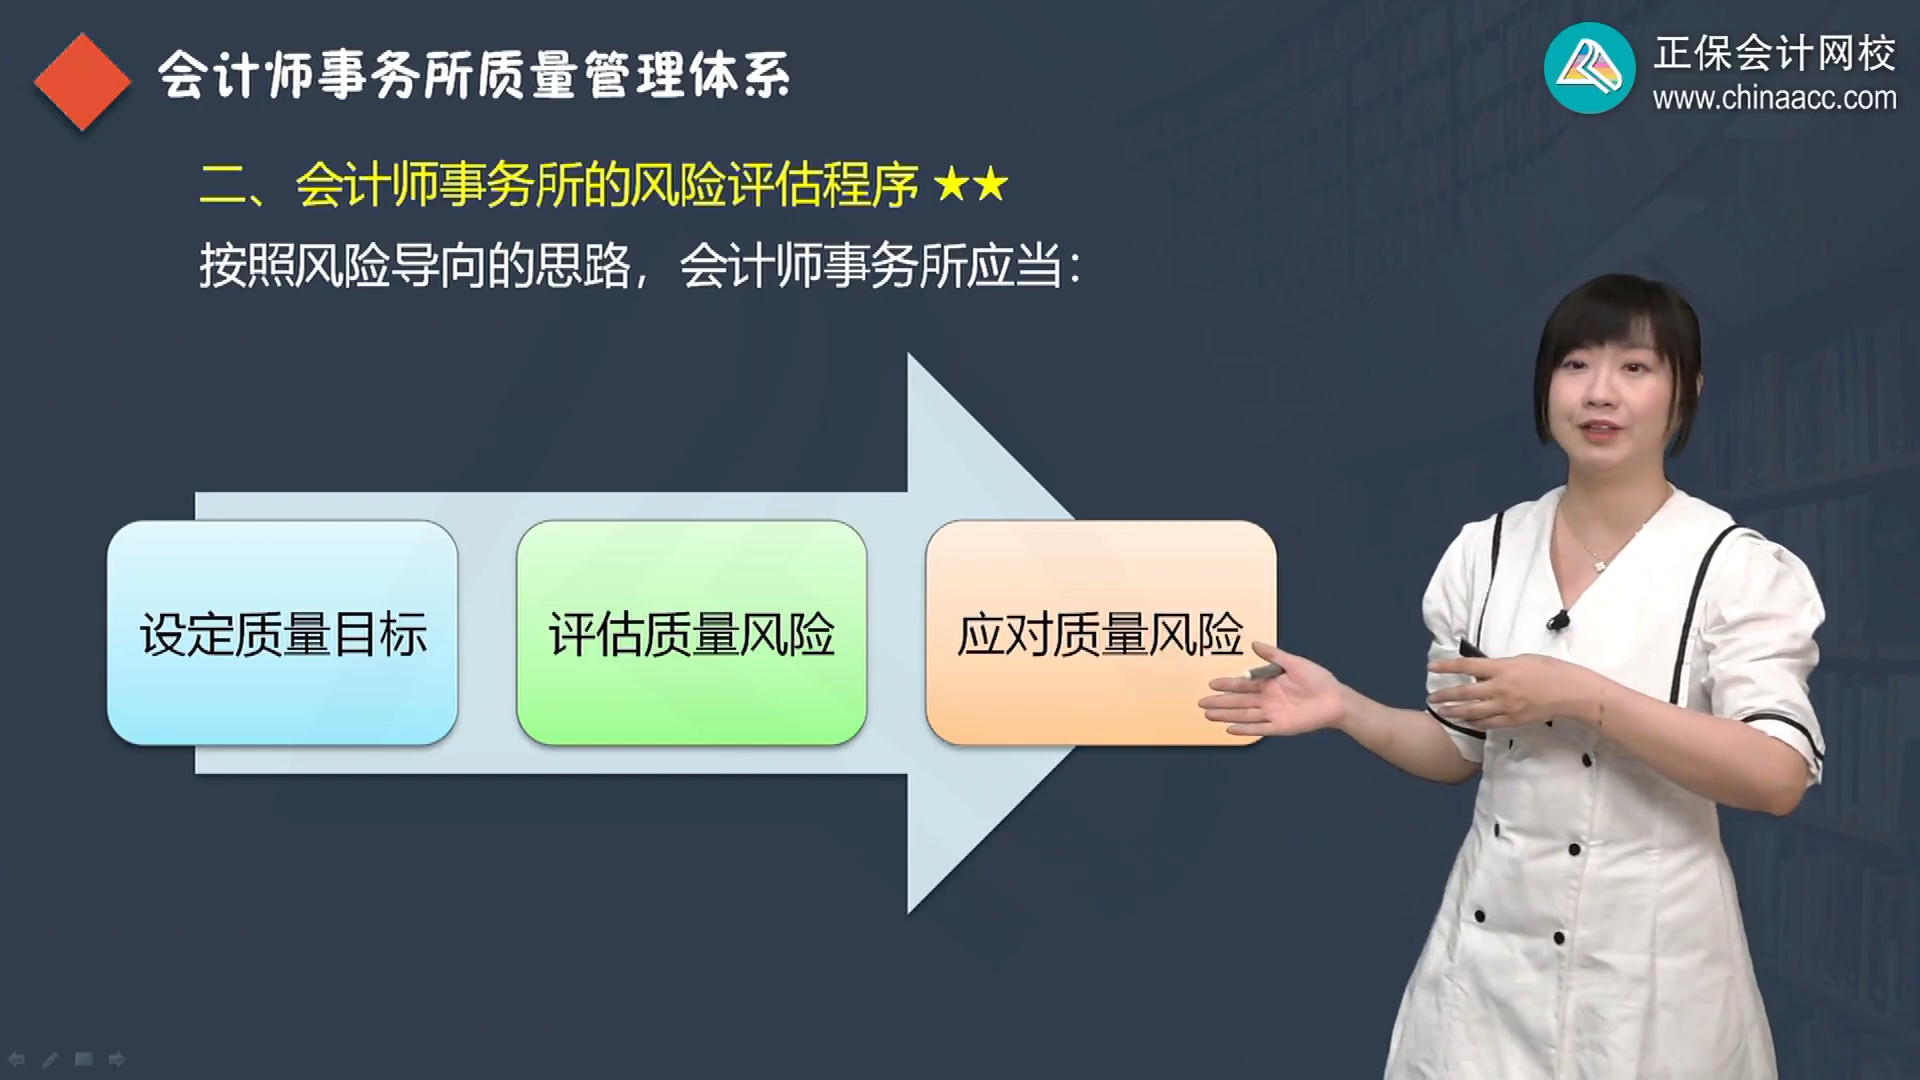 会计师事务所质量管理体系
正保会计网校
www.chinaacc.com
二、会计师事务所的风险评估程序 ★★
按照风险导向的思路，会计师事务所应当：
设定质量目标
评估质量风险
应对质量风险